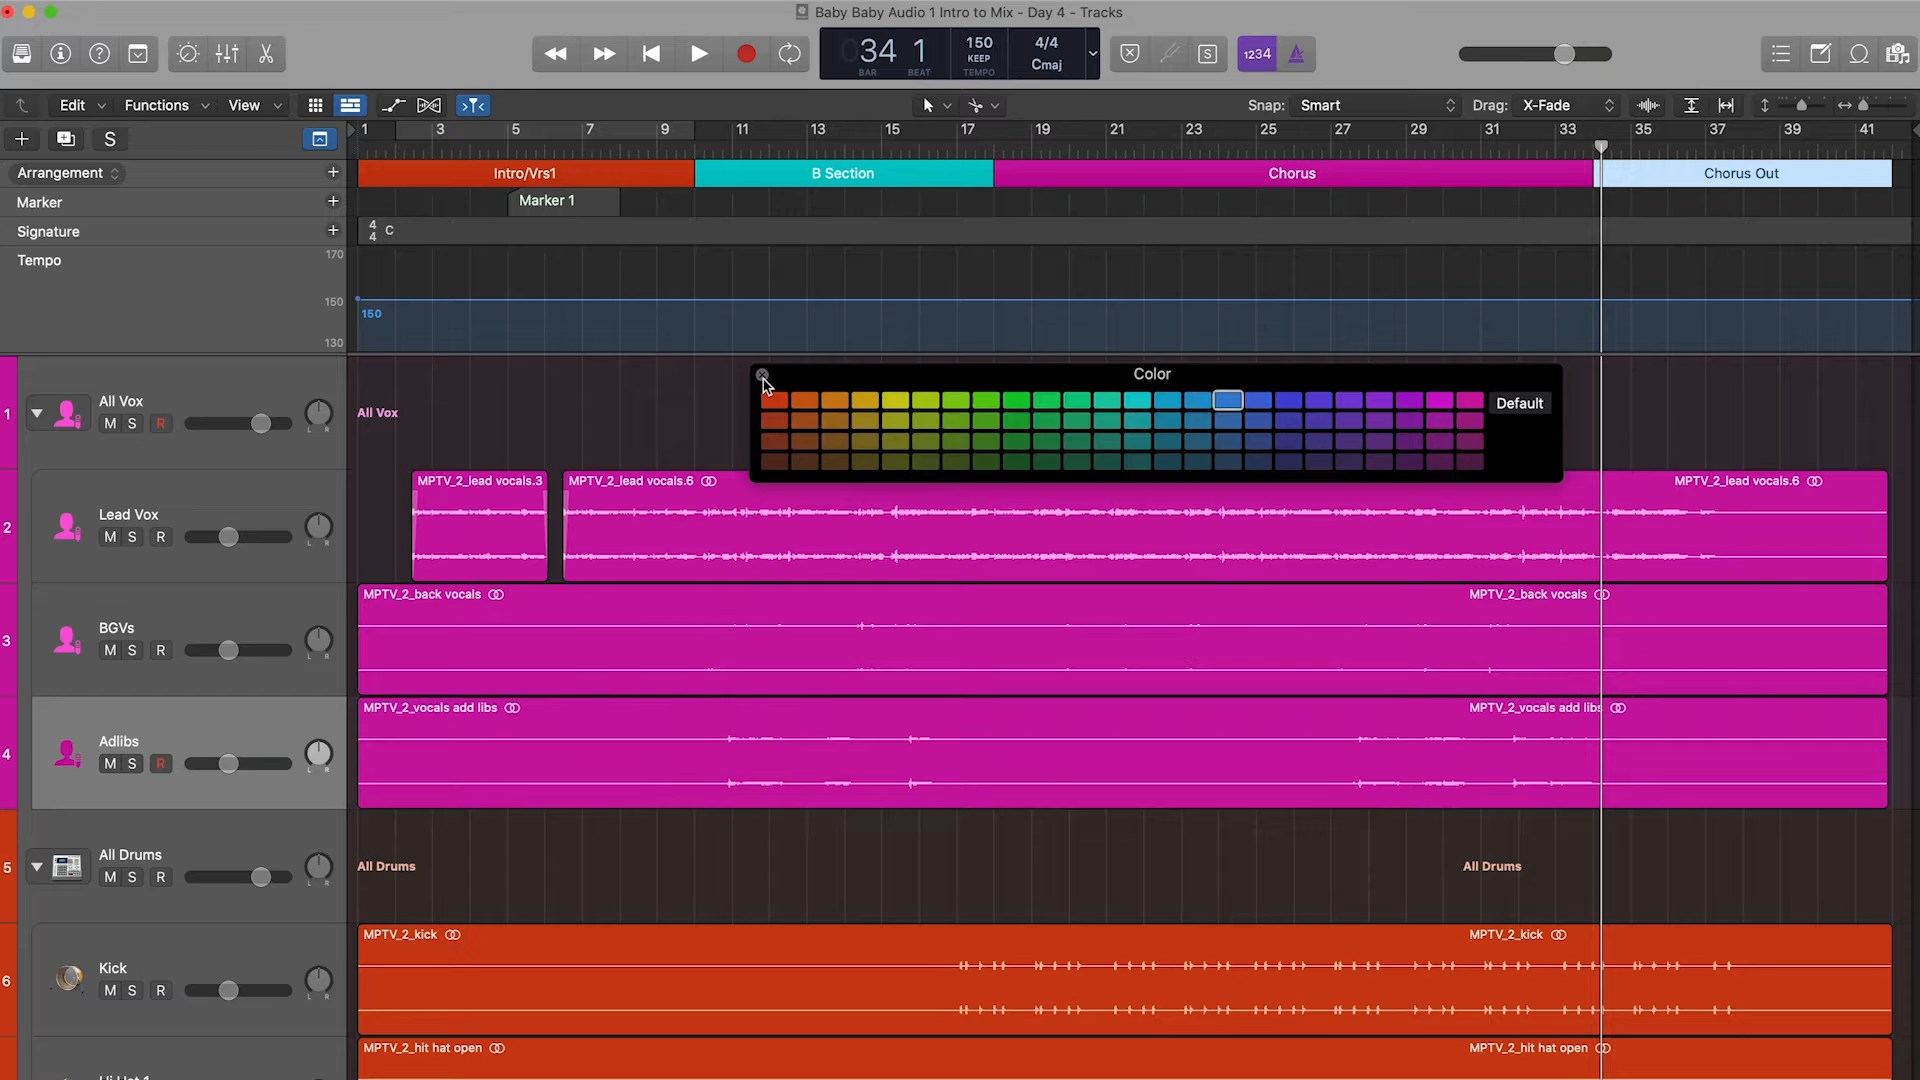 Baby Baby Audio 1 Intro to Mix - Day 4 - Tracks
34 1
BAR BEAT
150
KEEP
TEMPO
4/4
Cmaj
S
1234
Edit Functions View
Snap: Smart
Drag: X-Fade
S
1 3 5 7 9 11 13 15 17 19 21 23 25 27 29 31 33 35 37 39 41
Arrangement
Intro/Vrs1 B Section Chorus Chorus Out
Marker
Marker 1
Signature
4
4
C
Tempo
170
150
130
150
Color
Default
1
All Vox
M S R
L R
All Vox
2
Lead Vox
M S R
L R
MPTV_2_lead vocals.3
MPTV_2_lead vocals.6
MPTV_2_lead vocals.6
3
BGVs
M S R
L R
MPTV_2_back vocals
MPTV_2_back vocals
4
Adlibs
M S R
L R
MPTV_2_vocals add libs
MPTV_2_vocals add libs
5
All Drums
M S R
L R
All Drums
All Drums
6
Kick
M S R
L R
MPTV_2_kick
MPTV_2_kick
MPTV_2_hit hat open
MPTV_2_hit hat open